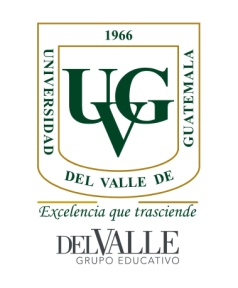 1966
UNIVERSIDAD
UVG
DEL VALLE DE
GUATEMALA
Excelencia que trasciende
DELVALLE
GRUPO EDUCATIVO